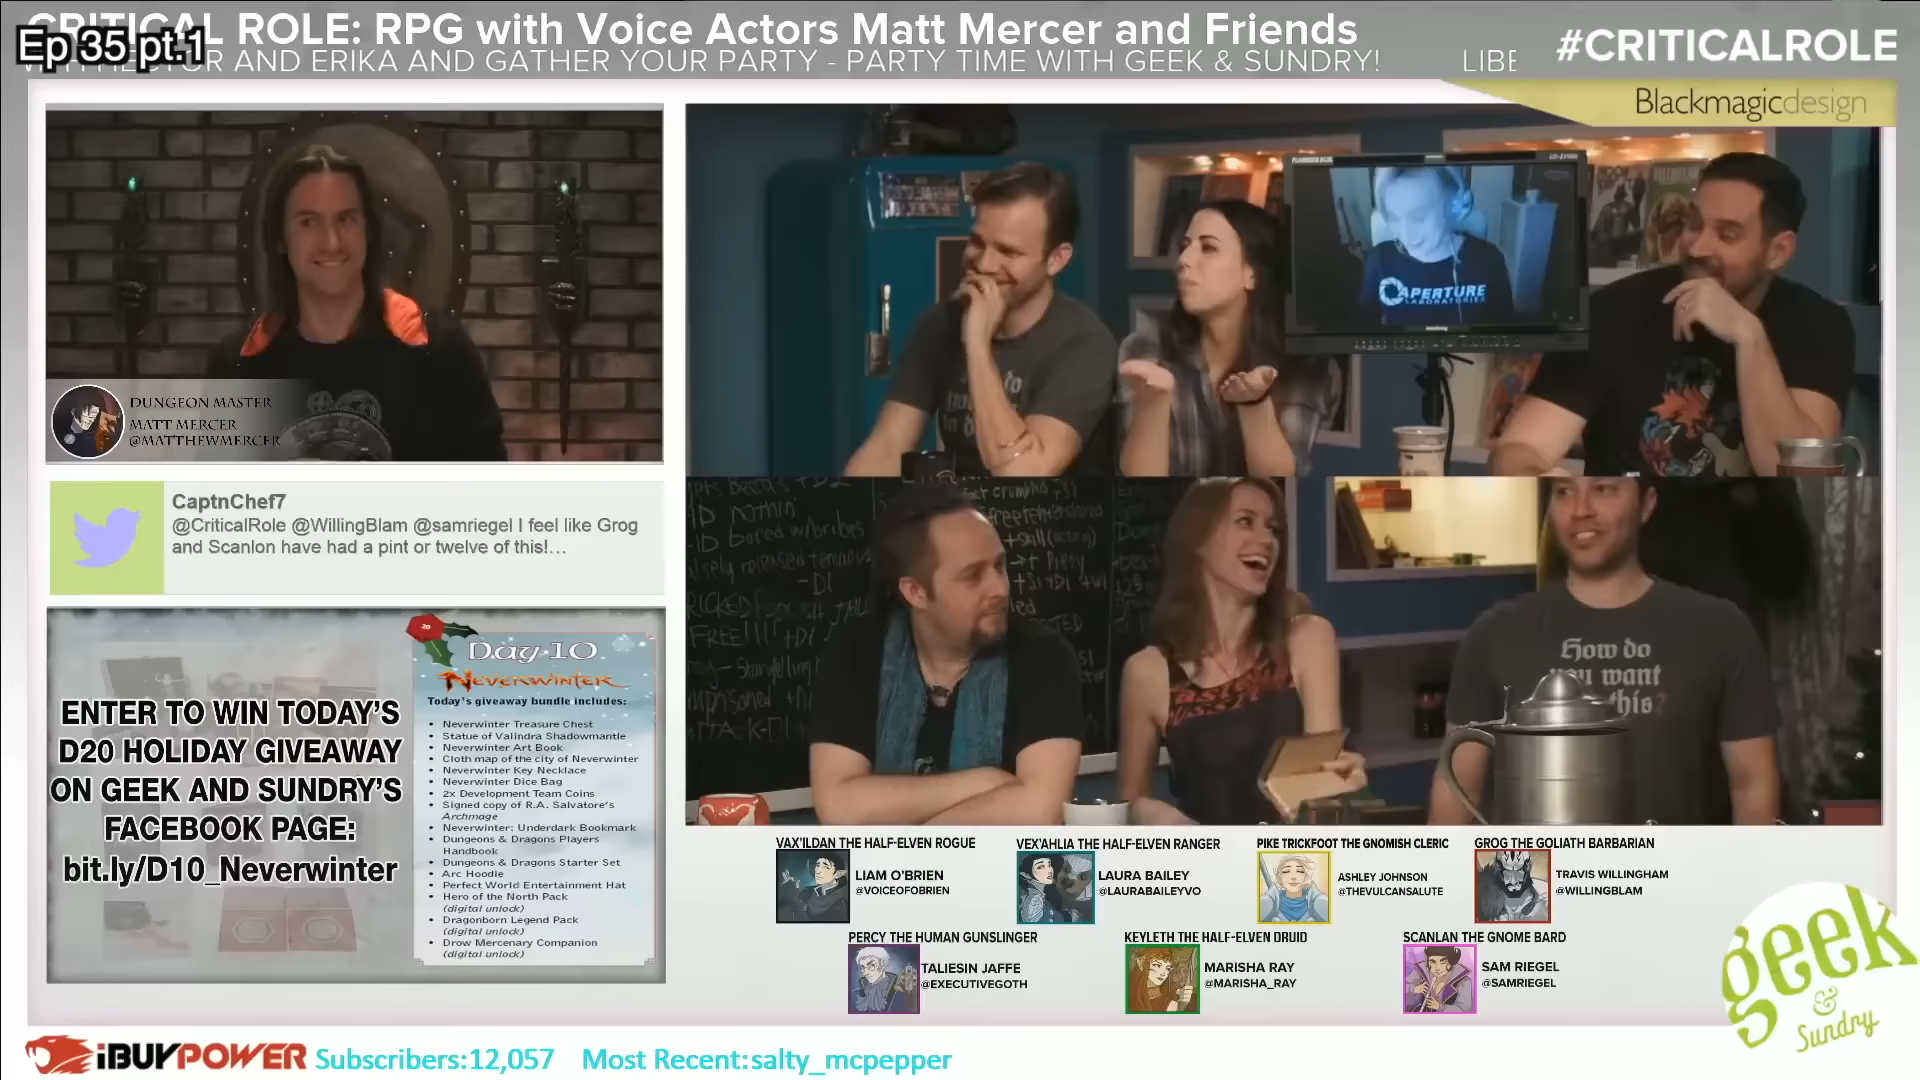 CRITICAL ROLE: RPG with Voice Actors Matt Mercer and Friends
Ep 35 pt.1
AND ERIKA AND GATHER YOUR PARTY - PARTY TIME WITH GEEK & SUNDRY!
LIBE
#CRITICALROLE
Blackmagicdesign
DUNGEON MASTER
MATT MERCER
@MATTHEWMERCER
CaptnChef7
@CriticalRole @WillingBlam @samriegel I feel like Grog
and Scanlon have had a pint or twelve of this!...
ENTER TO WIN TODAY'S
D20 HOLIDAY GIVEAWAY
ON GEEK AND SUNDRY'S
FACEBOOK PAGE:
bit.ly/D10_Neverwinter
20
Day 10
NEVERWINTER
Today's giveaway bundle includes:
• Neverwinter Treasure Chest
• Statue of Valindra Shadowmantle
• Neverwinter Art Book
• Cloth map of the city of Neverwinter
• Neverwinter Key Necklace
• Neverwinter Dice Bag
• 2x Development Team Coins
• Signed copy of R.A. Salvatore's
Archmage
• Neverwinter: Underdark Bookmark
• Dungeons & Dragons Players
Handbook
• Dungeons & Dragons Starter Set
• Arc Hoodie
• Perfect World Entertainment Hat
• Hero of the North Pack
(digital unlock)
• Dragonborn Legend Pack
(digital unlock)
• Drow Mercenary Companion
(digital unlock)
APERTURE
LABORATORIES
bored w/bribes
FREE!!!!
How do
you want
this?
VAX'ILDAN THE HALF-ELVEN ROGUE
LIAM O'BRIEN
@VOICEOFOBRIEN
VEX'AHLIA THE HALF-ELVEN RANGER
LAURA BAILEY
@LAURABAILEYVO
PIKE TRICKFOOT THE GNOMISH CLERIC
ASHLEY JOHNSON
@THEVULCANSALUTE
GROG THE GOLIATH BARBARIAN
TRAVIS WILLINGHAM
@WILLINGBLAM
PERCY THE HUMAN GUNSLINGER
TALIESIN JAFFE
@EXECUTIVEGOTH
KEYLETH THE HALF-ELVEN DRUID
MARISHA RAY
@MARISHA_RAY
SCANLAN THE GNOME BARD
SAM RIEGEL
@SAMRIEGEL
geek
&
Sundry
iBUYPOWER
Subscribers:12,057 Most Recent:salty_mcpepper